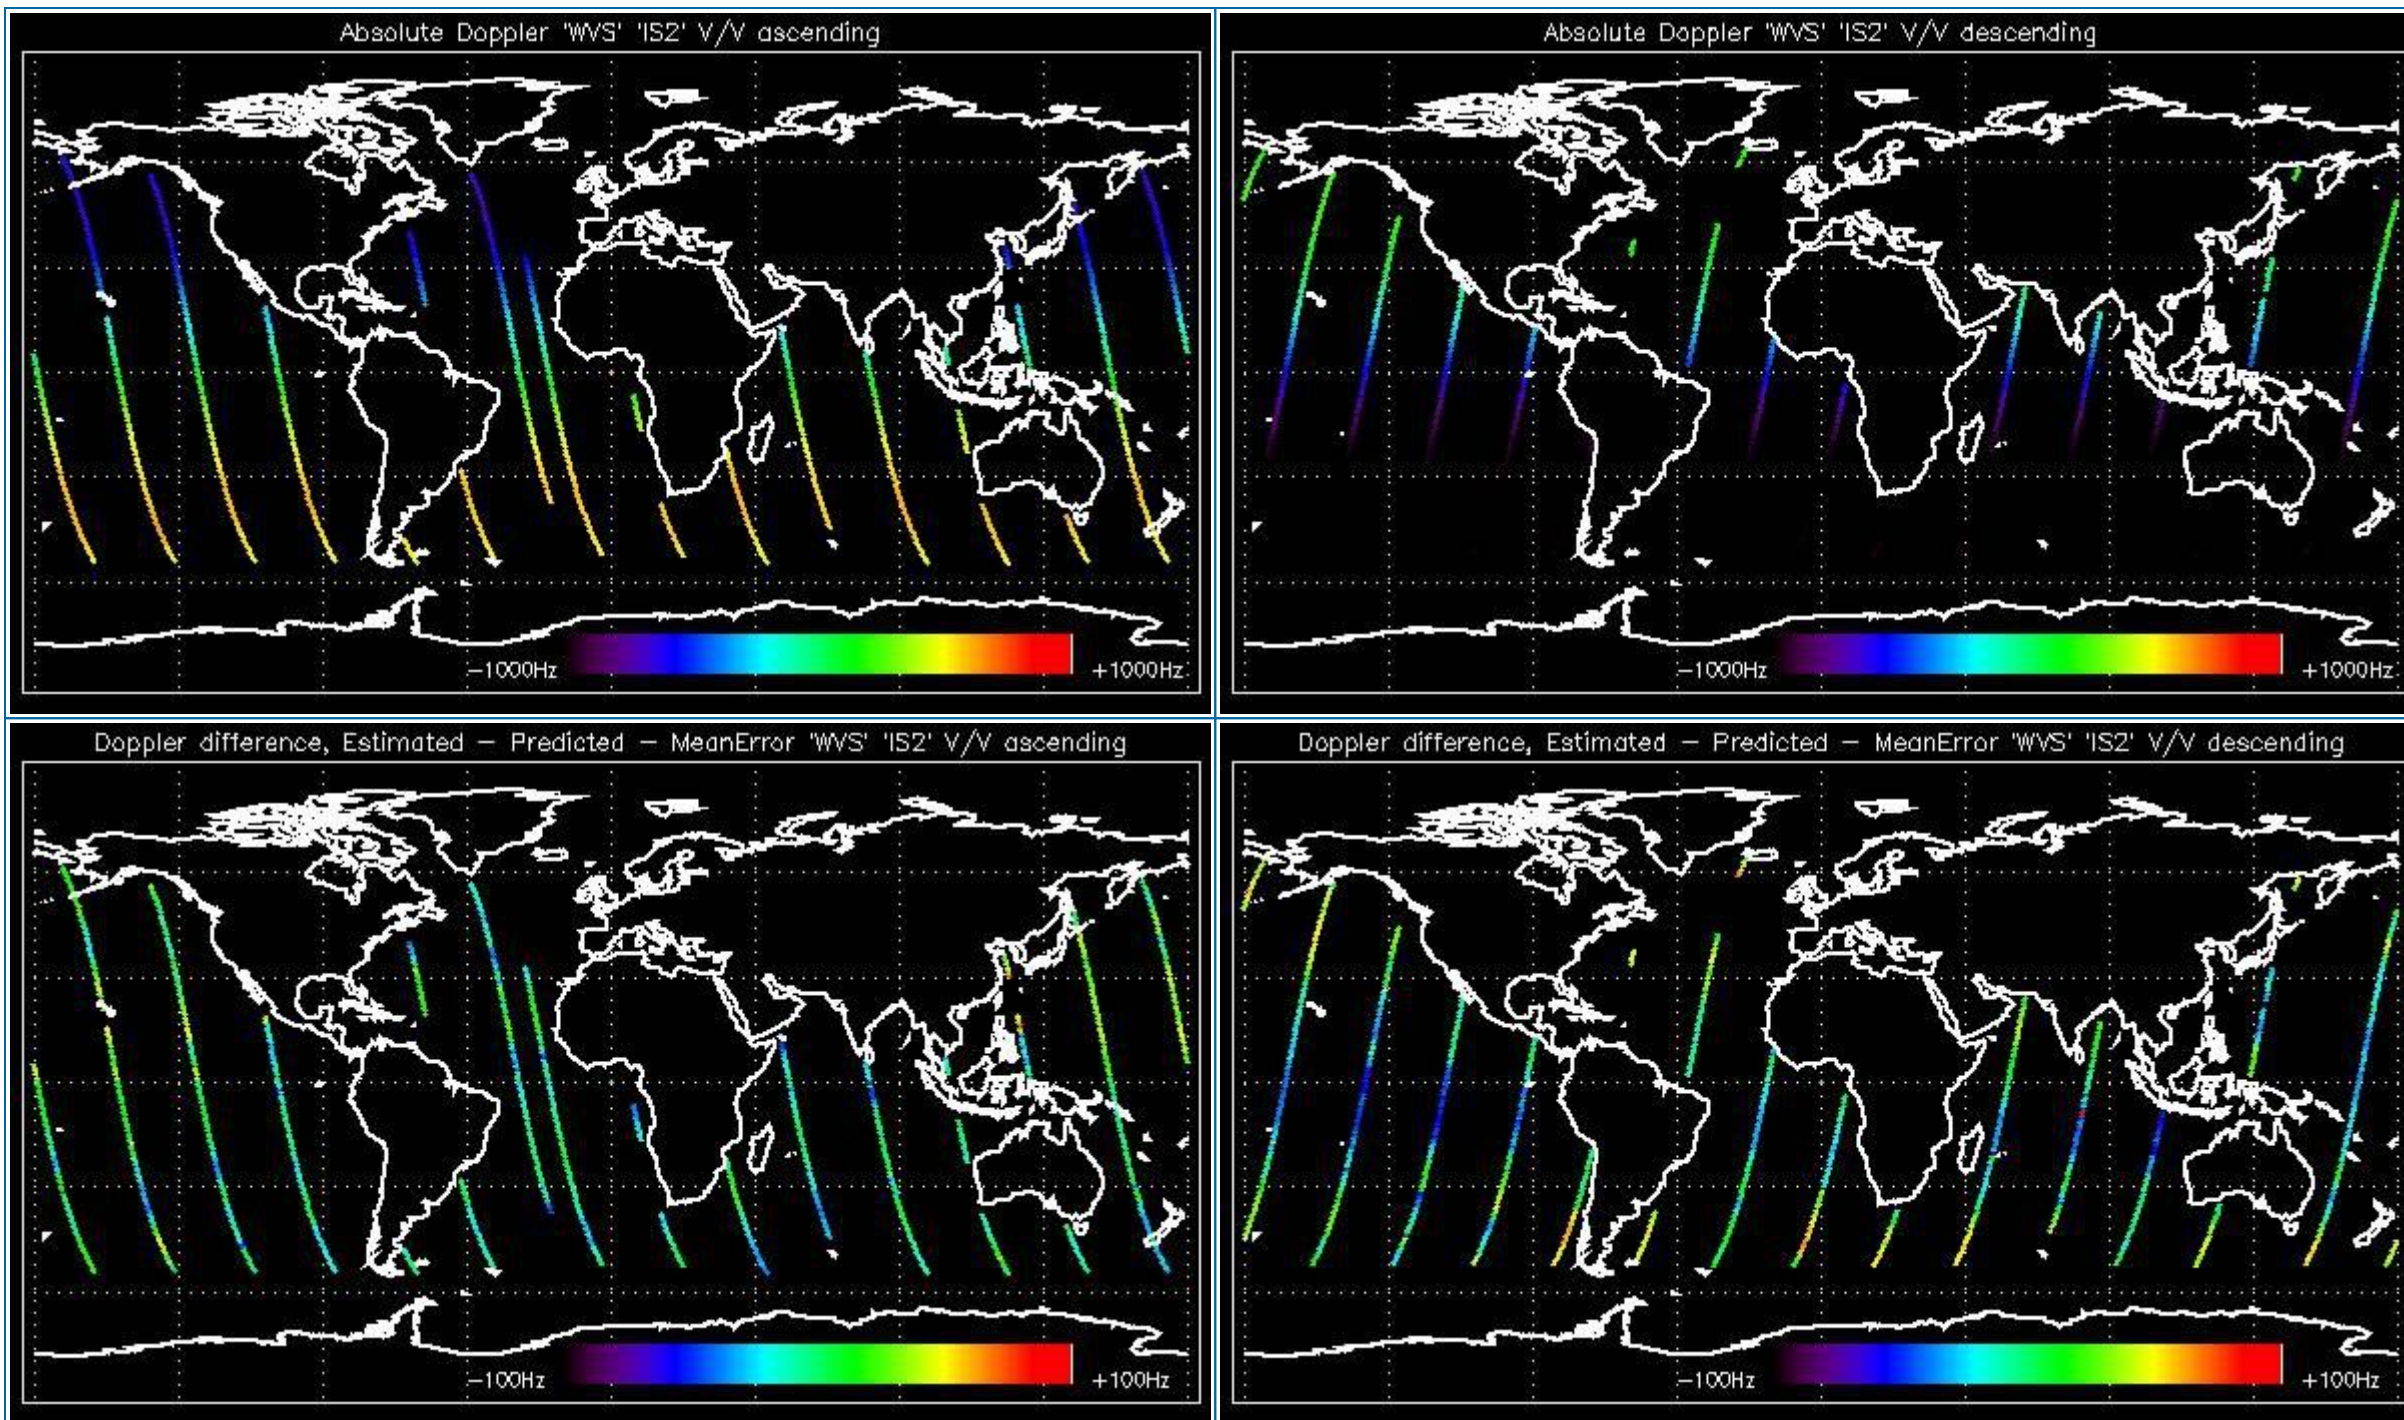 Absolute Doppler 'WVS' 'IS2' V/V ascending
-1000Hz
+1000Hz
Absolute Doppler 'WVS' 'IS2' V/V descending
-1000Hz
+1000Hz
Doppler difference, Estimated - Predicted - MeanError 'WVS' 'IS2' V/V ascending
-100Hz
+100Hz
Doppler difference, Estimated - Predicted - MeanError 'WVS' 'IS2' V/V descending
-100Hz
+100Hz